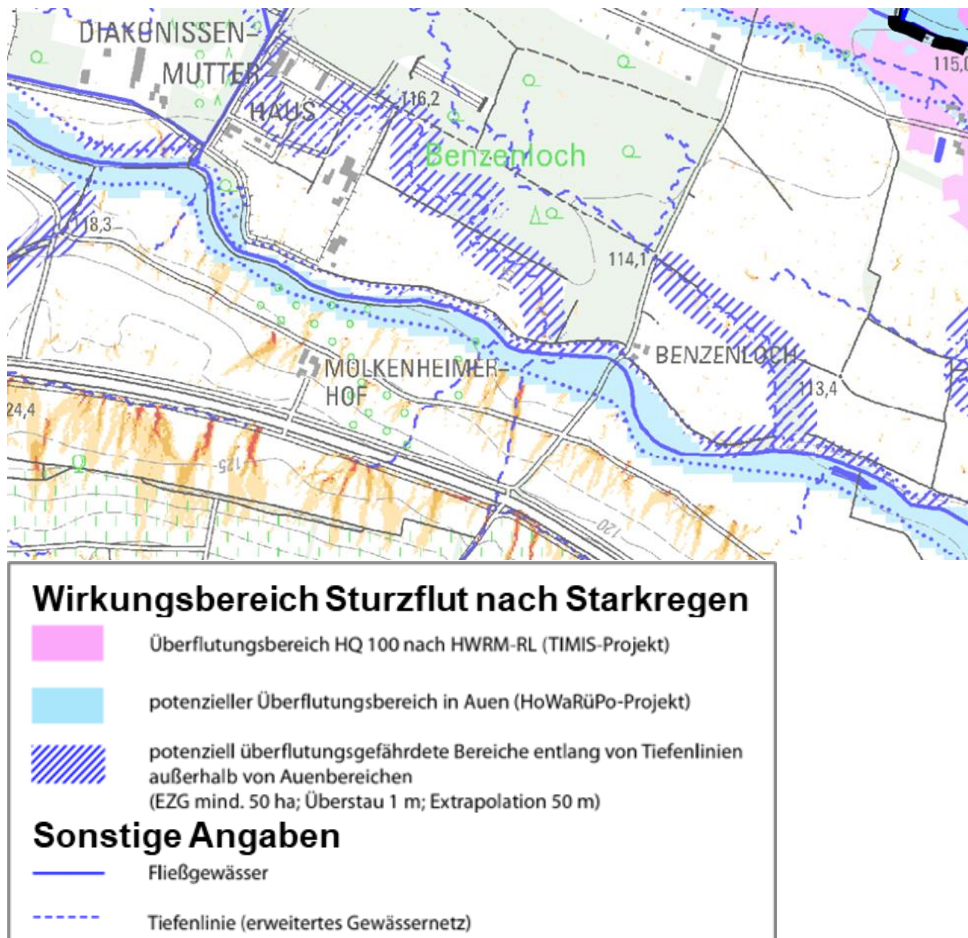 DIAKONISSEN-
MUTTER-
HAUS
116,2
115,0
Benzenloch
118,3
114,1
BENZENLOCH
MÖLKENHEIMER-
HOF
113,4
24,4
125
120
Wirkungsbereich Sturzflut nach Starkregen
Überflutungsbereich HQ 100 nach HWRM-RL (TIMIS-Projekt)
potenzieller Überflutungsbereich in Auen (HoWaRüPo-Projekt)
potenziell überflutungsgefährdete Bereiche entlang von Tiefenlinien
außerhalb von Auenbereichen
(EZG mind. 50 ha; Überstau 1 m; Extrapolation 50 m)
Sonstige Angaben
Fließgewässer
Tiefenlinie (erweitertes Gewässernetz)